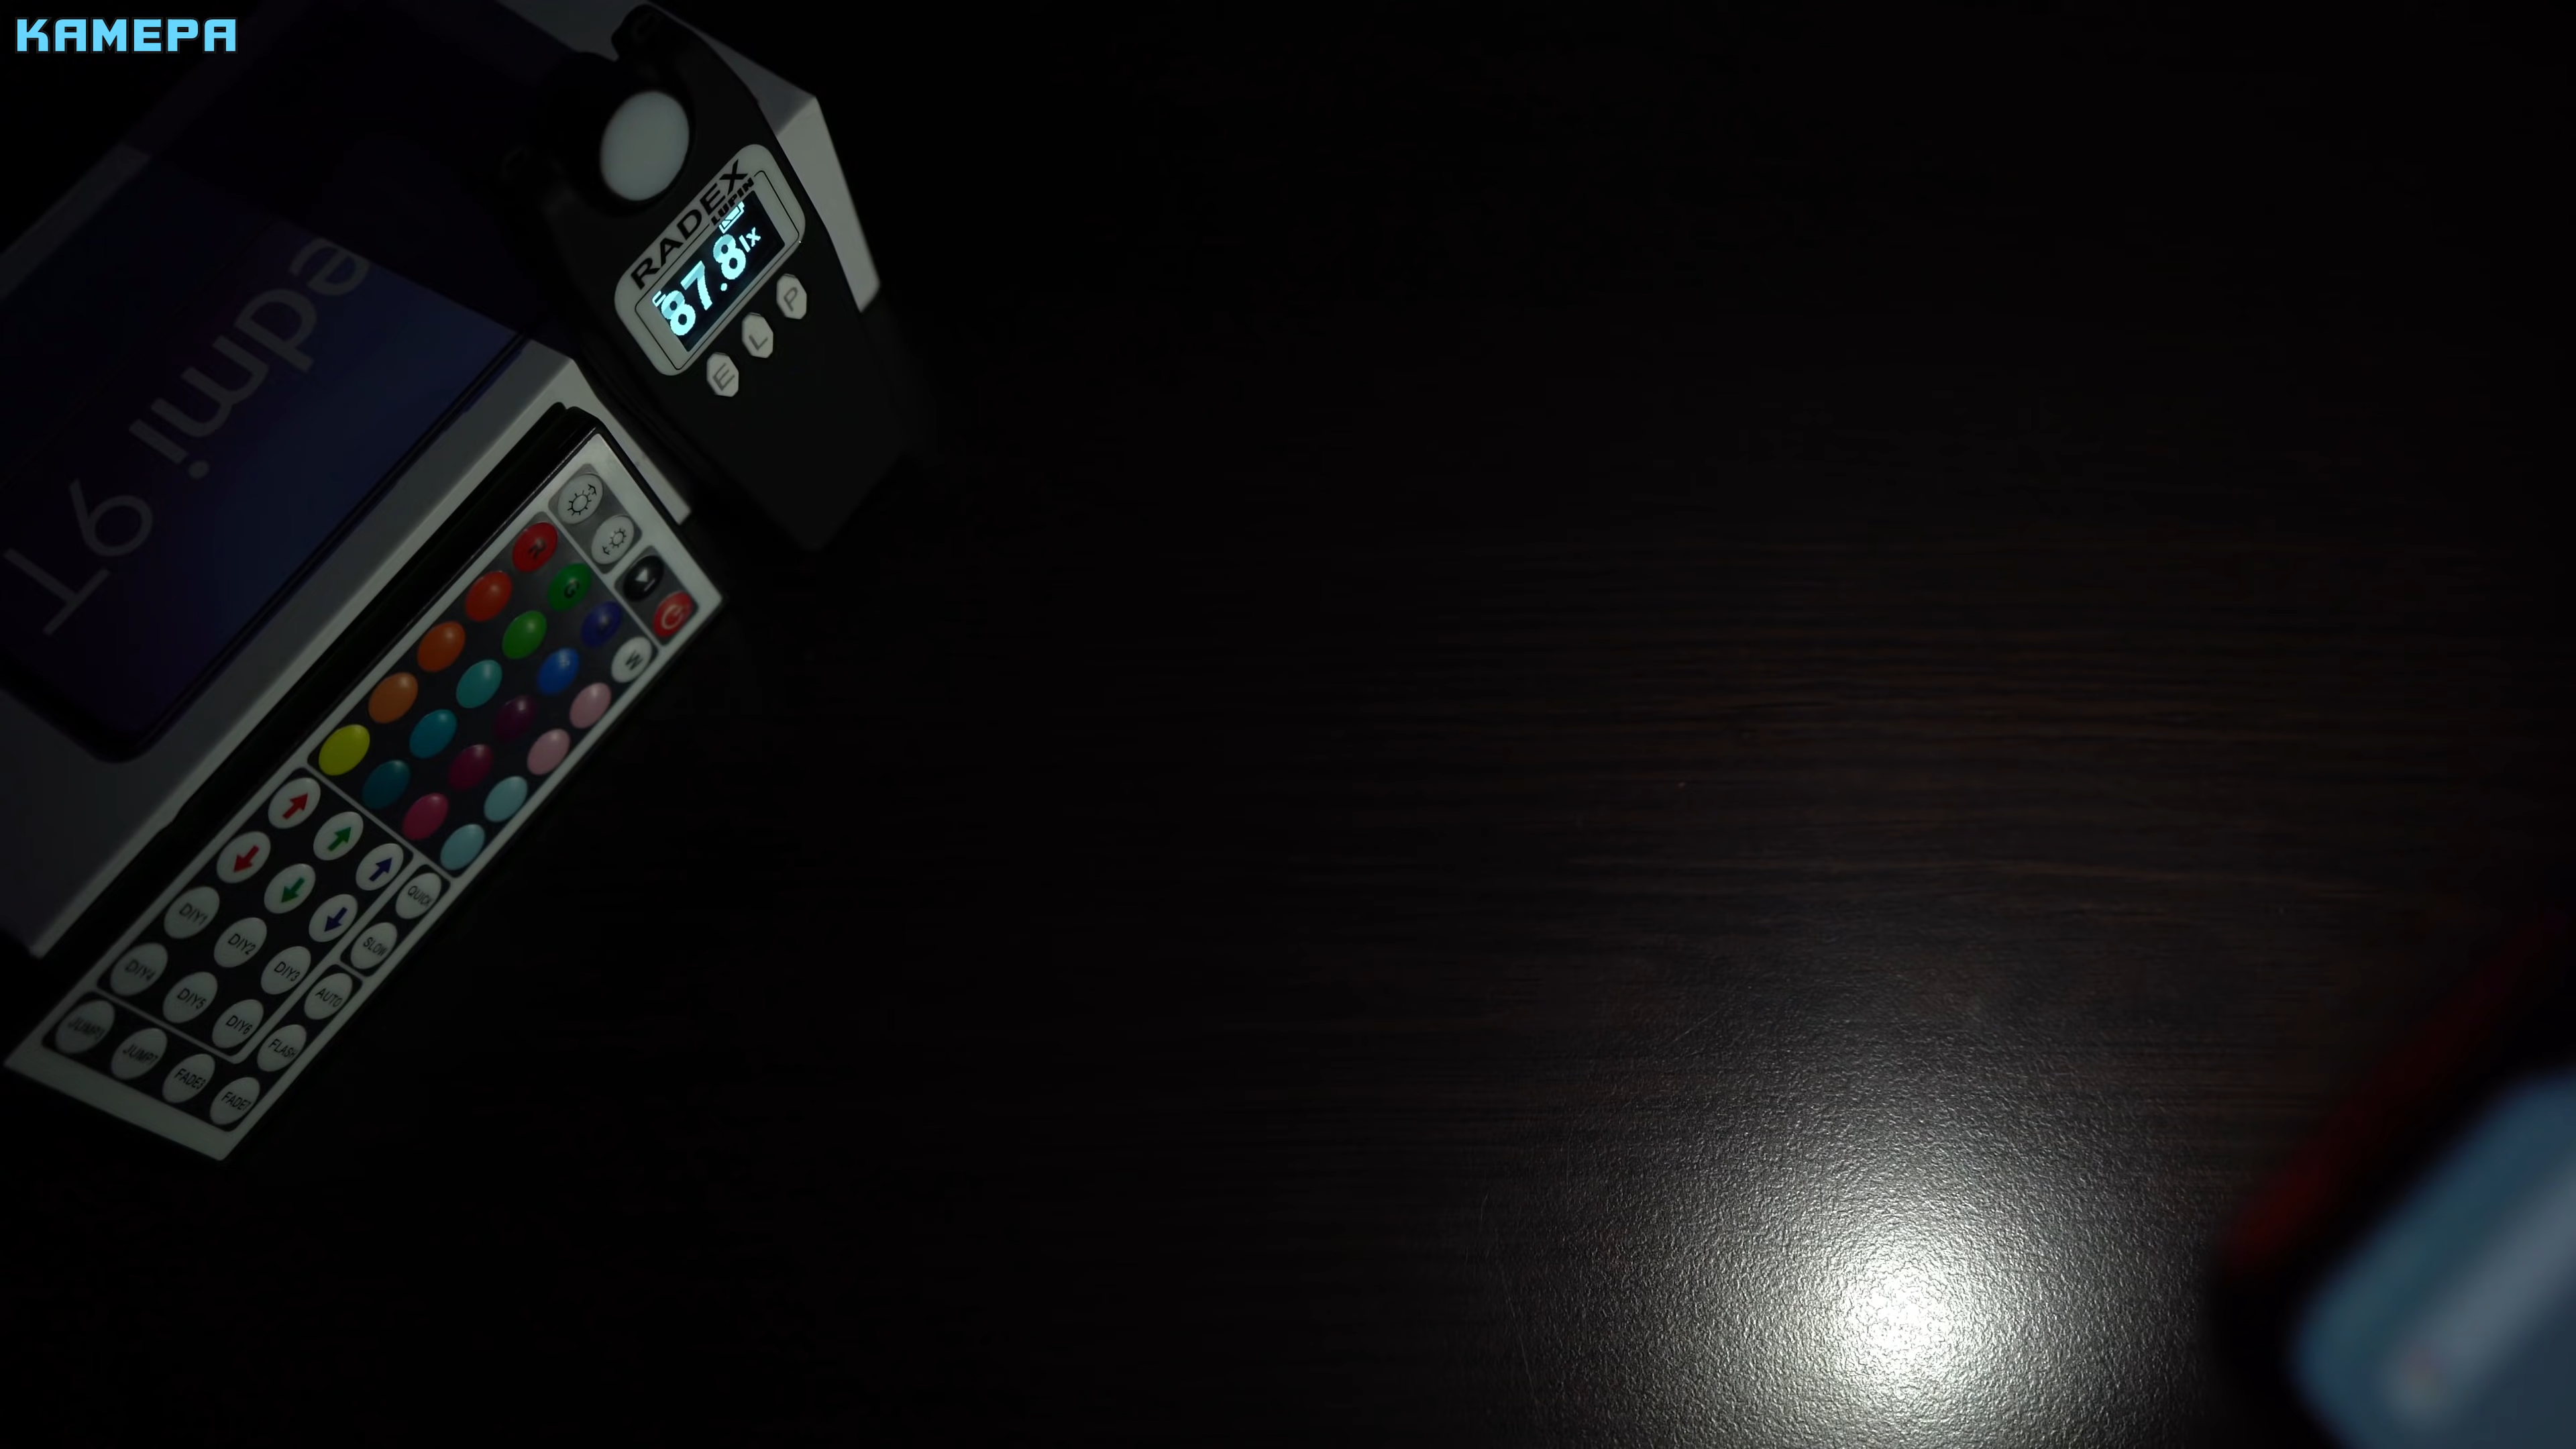 КАМЕРА
RADEX
LUPIN
87.8lx
E L P
edmi 9T
R
G
W
QUICK
SLOW
DIY1
DIY2
DIY3
AUTO
DIY4
DIY5
DIY6
FLASH
JUMP7
FADE3
FADE7